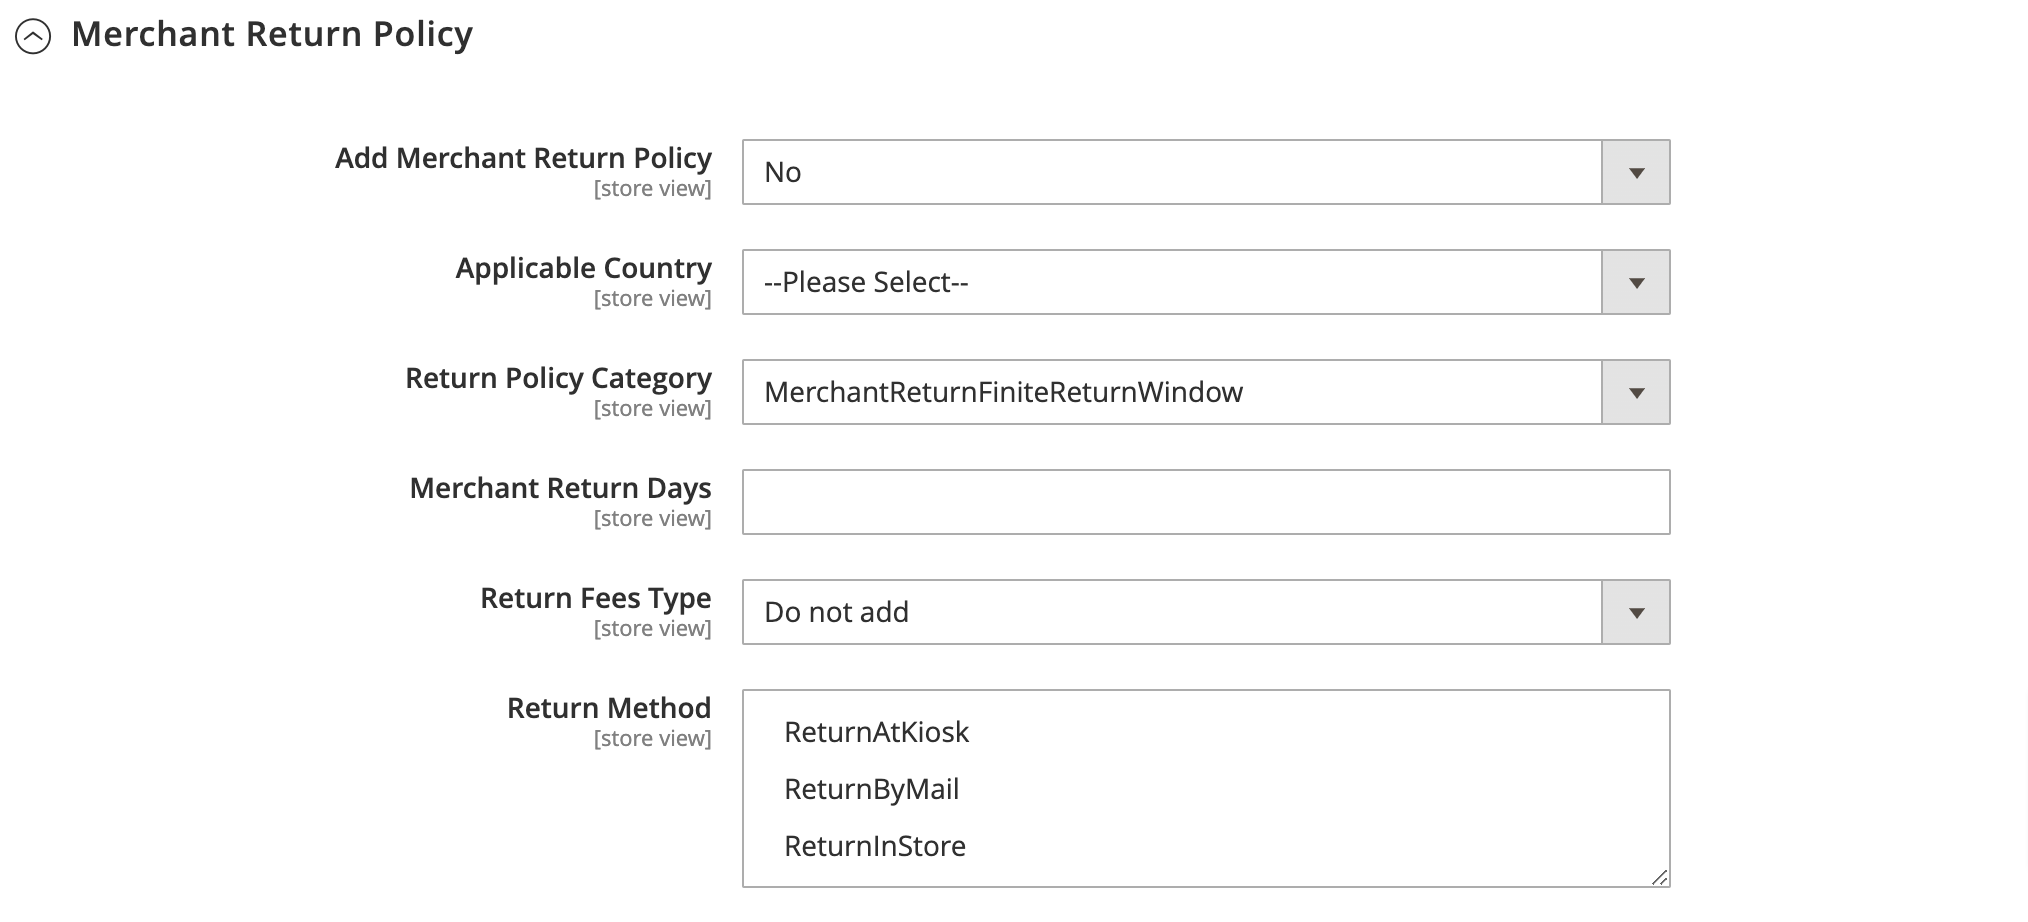 Merchant Return Policy
Add Merchant Return Policy
[store view]
No
Applicable Country
[store view]
--Please Select--
Return Policy Category
[store view]
MerchantReturnFiniteReturnWindow
Merchant Return Days
[store view]
Return Fees Type
[store view]
Do not add
Return Method
[store view]
ReturnAtKiosk
ReturnByMail
ReturnInStore